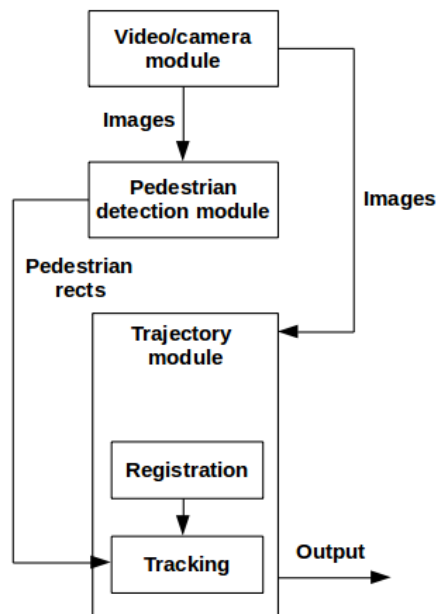 Video/camera
module
Images
Pedestrian
detection module
Images
Pedestrian
rects
Trajectory
module
Registration
Tracking
Output